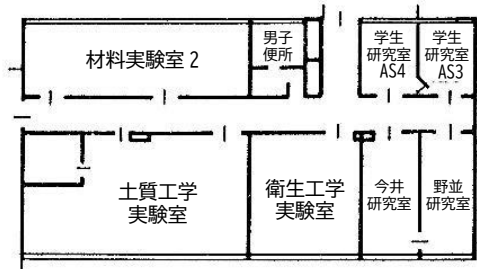 材料実験室 2
男子
便所
学生
研究室
AS4
学生
研究室
AS3
土質工学
実験室
衛生工学
実験室
今井
研究室
野並
研究室